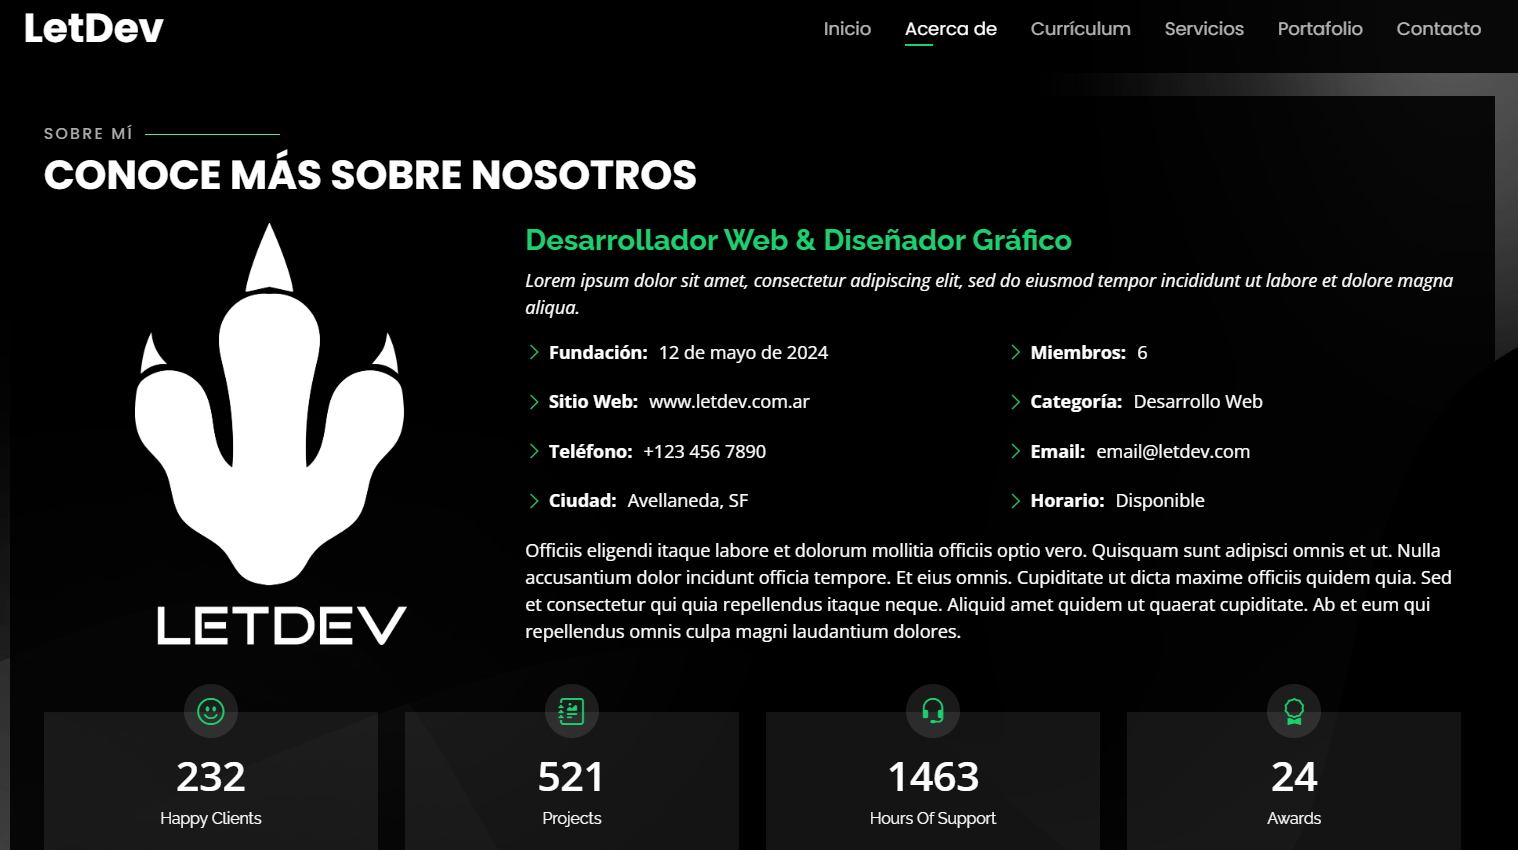 LetDev
Inicio Acerca de Currículum Servicios Portafolio Contacto
SOBRE MÍ
CONOCE MÁS SOBRE NOSOTROS
LETDEV
Desarrollador Web & Diseñador Gráfico
Lorem ipsum dolor sit amet, consectetur adipiscing elit, sed do eiusmod tempor incididunt ut labore et dolore magna
aliqua.
Fundación: 12 de mayo de 2024
Miembros: 6
Sitio Web: www.letdev.com.ar
Categoría: Desarrollo Web
Teléfono: +123 456 7890
Email: email@letdev.com
Ciudad: Avellaneda, SF
Horario: Disponible
Officiis eligendi itaque labore et dolorum mollitia officiis optio vero. Quisquam sunt adipisci omnis et ut. Nulla
accusantium dolor incidunt officia tempore. Et eius omnis. Cupiditate ut dicta maxime officiis quidem quia. Sed
et consectetur qui quia repellendus itaque neque. Aliquid amet quidem ut quaerat cupiditate. Ab et eum qui
repellendus omnis culpa magni laudantium dolores.
232
Happy Clients
521
Projects
1463
Hours Of Support
24
Awards